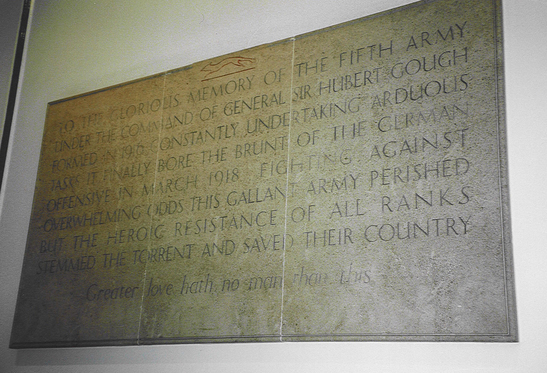 TO THE GLORIOUS MEMORY OF THE FIFTH ARMY
UNDER THE COMMAND OF GENERAL SIR HUBERT GOUGH
FORMED IN 1916 CONSTANTLY UNDERTAKING ARDUOUS
TASKS IT FINALLY BORE THE BRUNT OF THE GERMAN
OFFENSIVE IN MARCH 1918. FIGHTING AGAINST
OVERWHELMING ODDS THIS GALLANT ARMY PERISHED
BUT THE HEROIC RESISTANCE OF ALL RANKS
STEMMED THE TORRENT AND SAVED THEIR COUNTRY
Greater love hath no man than this